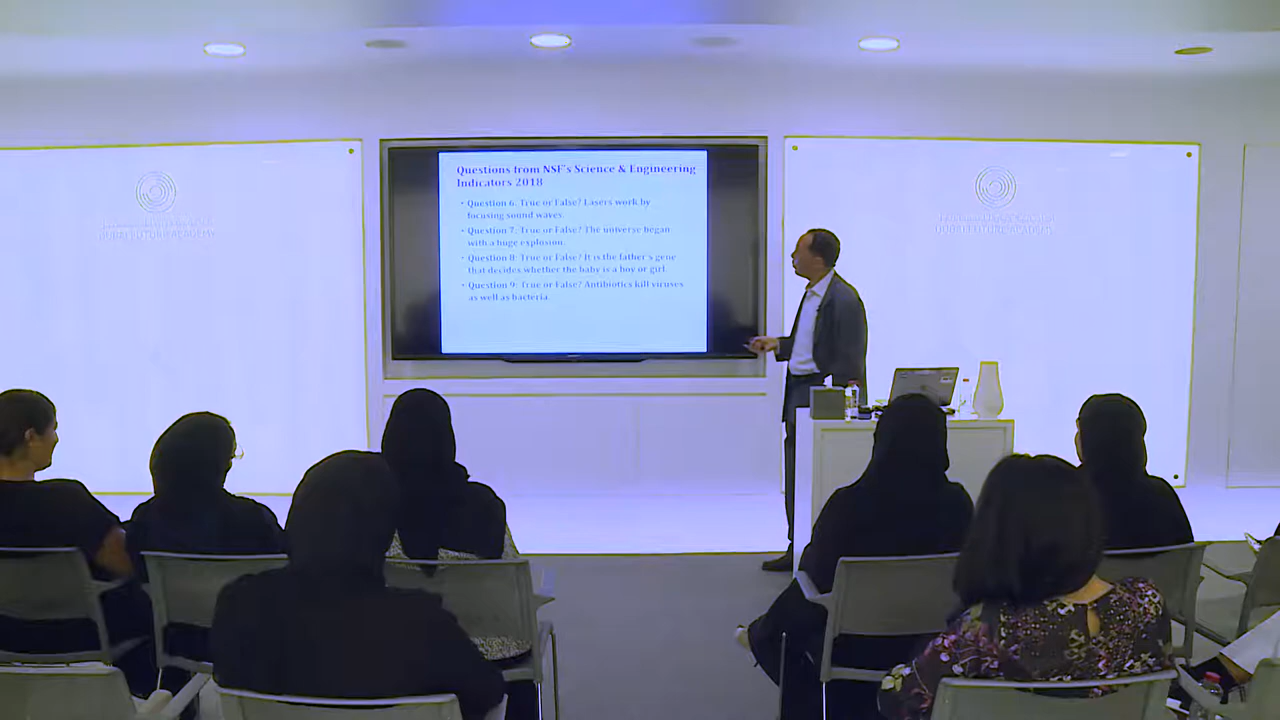 Questions from NSF's Science & Engineering
Indicators 2018
• Question 6: True or False? Lasers work by
focusing sound waves.
• Question 7: True or False? The universe began
with a huge explosion.
• Question 8: True or False? It is the father's gene
that decides whether the baby is a boy or girl.
• Question 9: True or False? Antibiotics kill viruses
as well as bacteria.
DUBAI FUTURE ACADEMY
DUBAI FUTURE ACADEMY